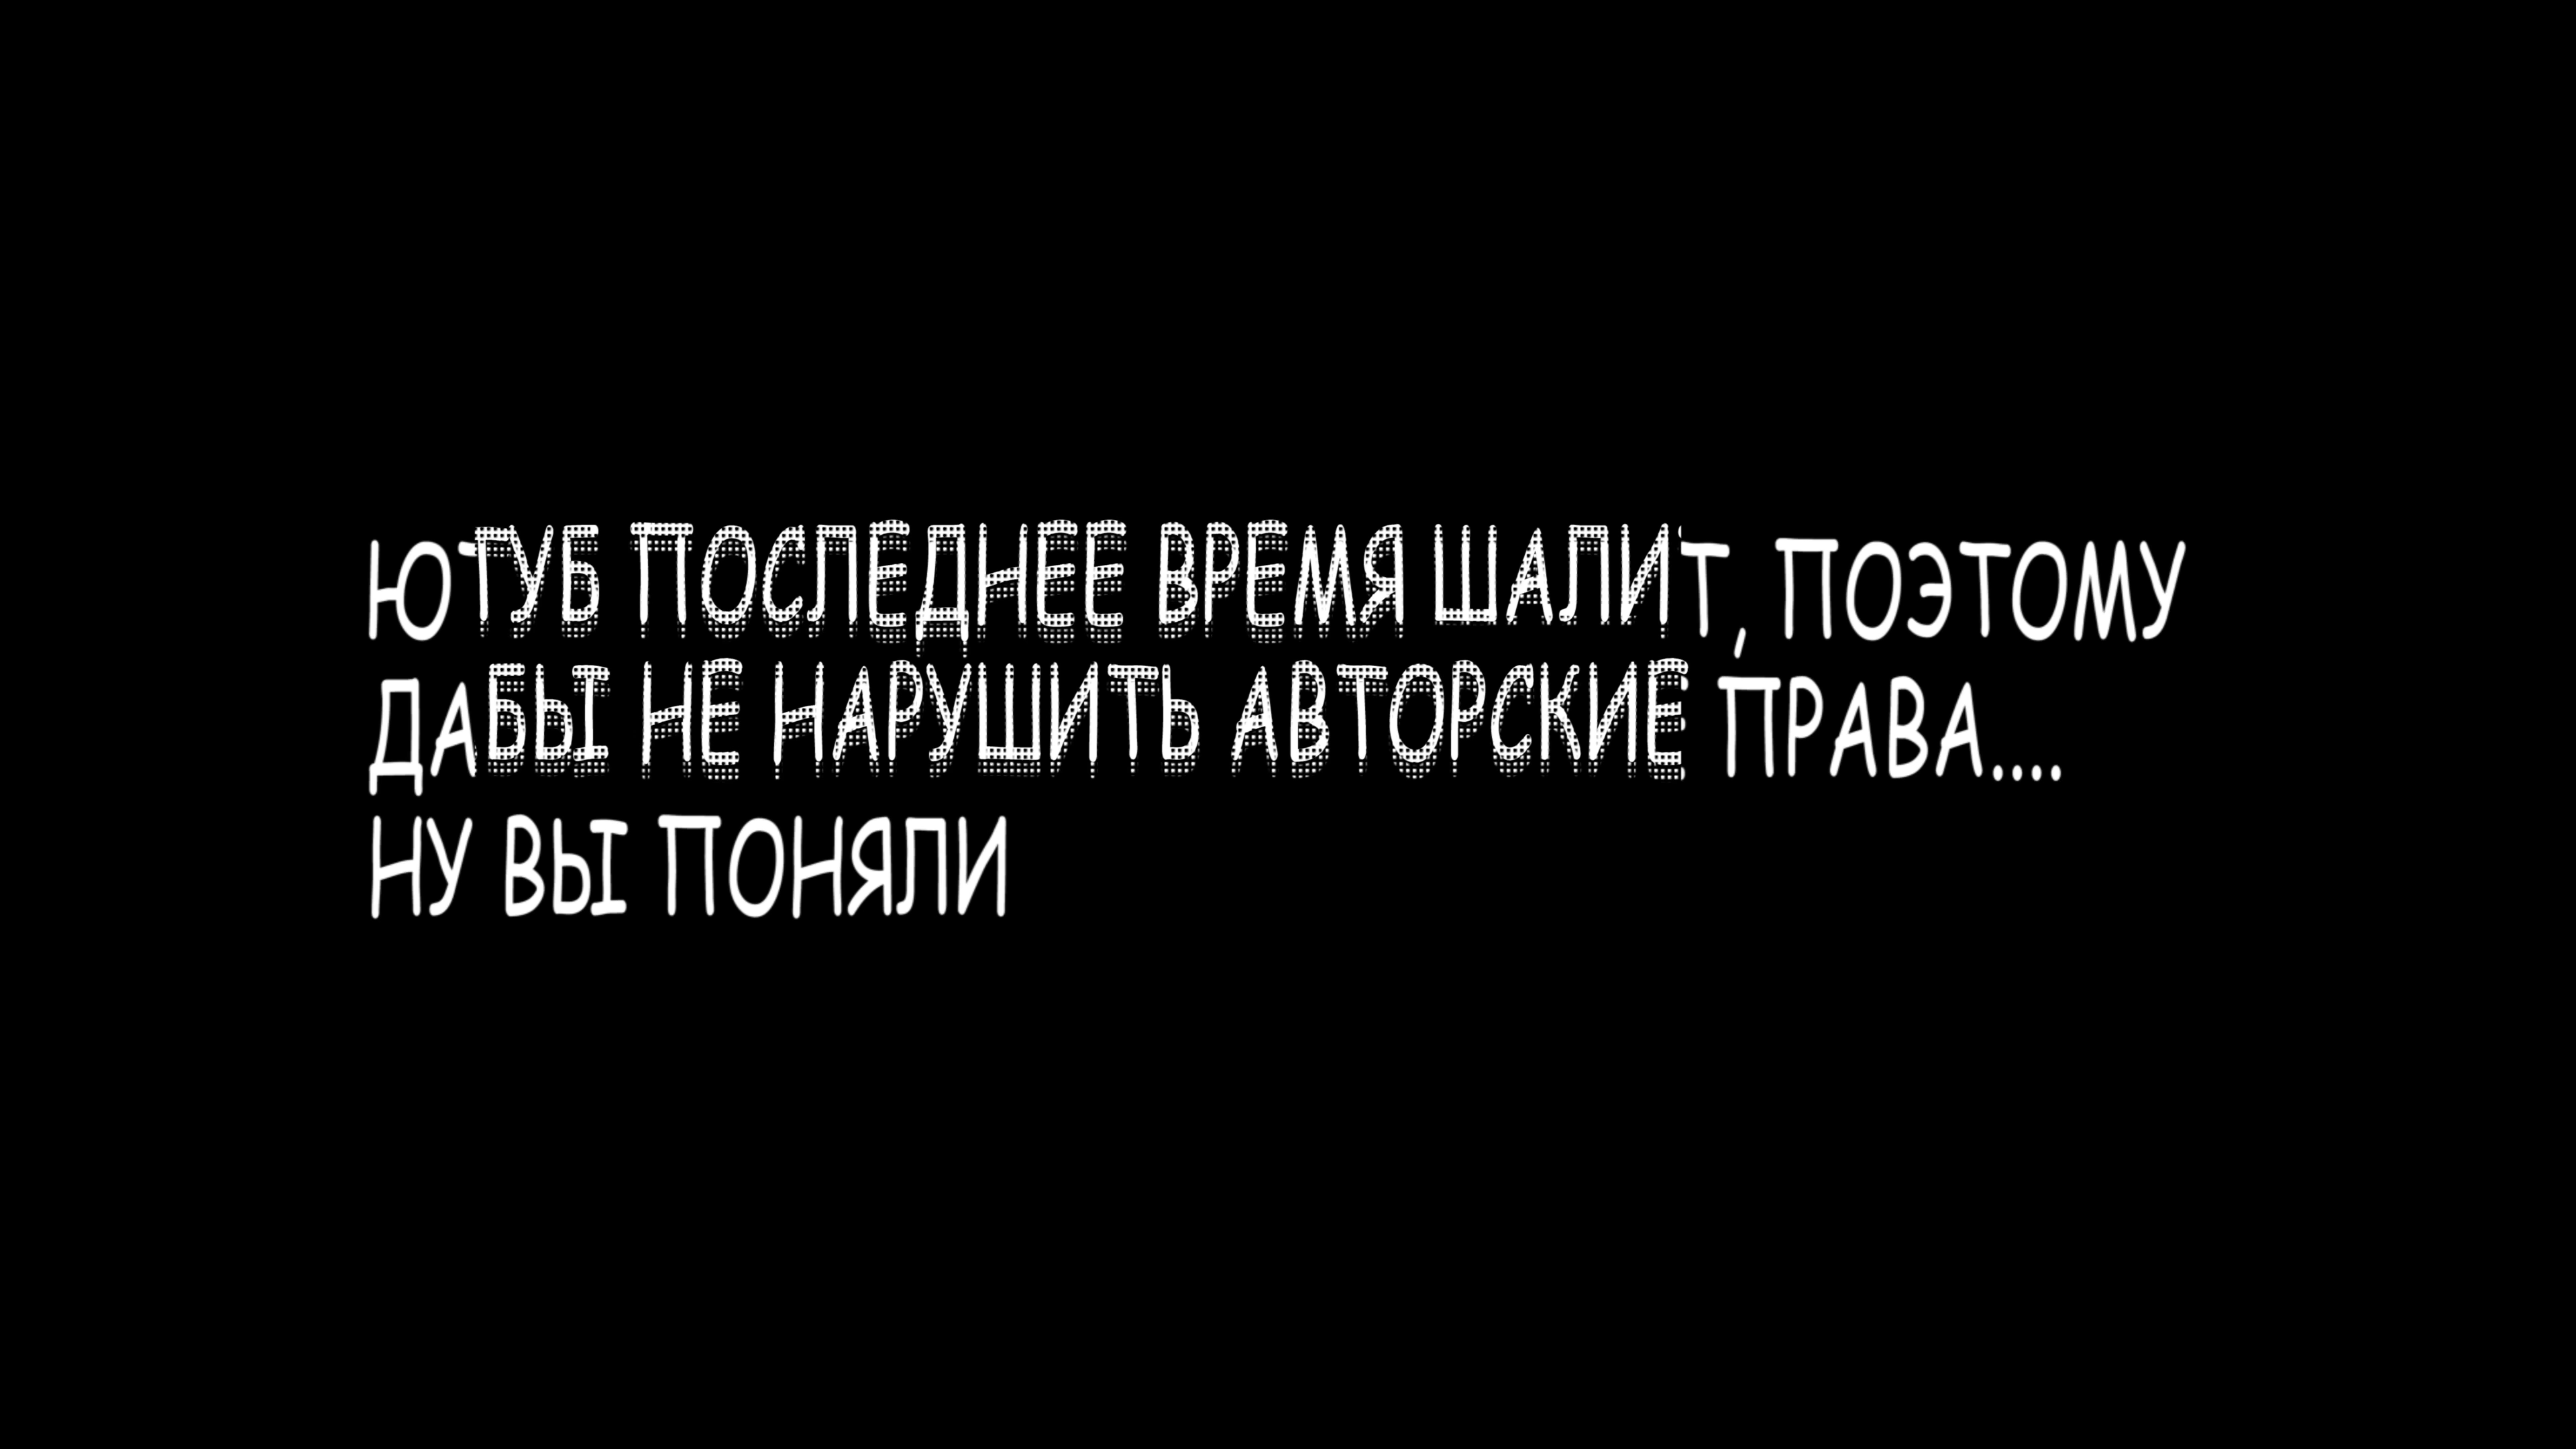 ЮТУБ ПОСЛЕДНЕЕ ВРЕМЯ ШАЛИТ, ПОЭТОМУ
ДАБЫ НЕ НАРУШИТЬ АВТОРСКИЕ ПРАВА....
НУ ВЫ ПОНЯЛИ